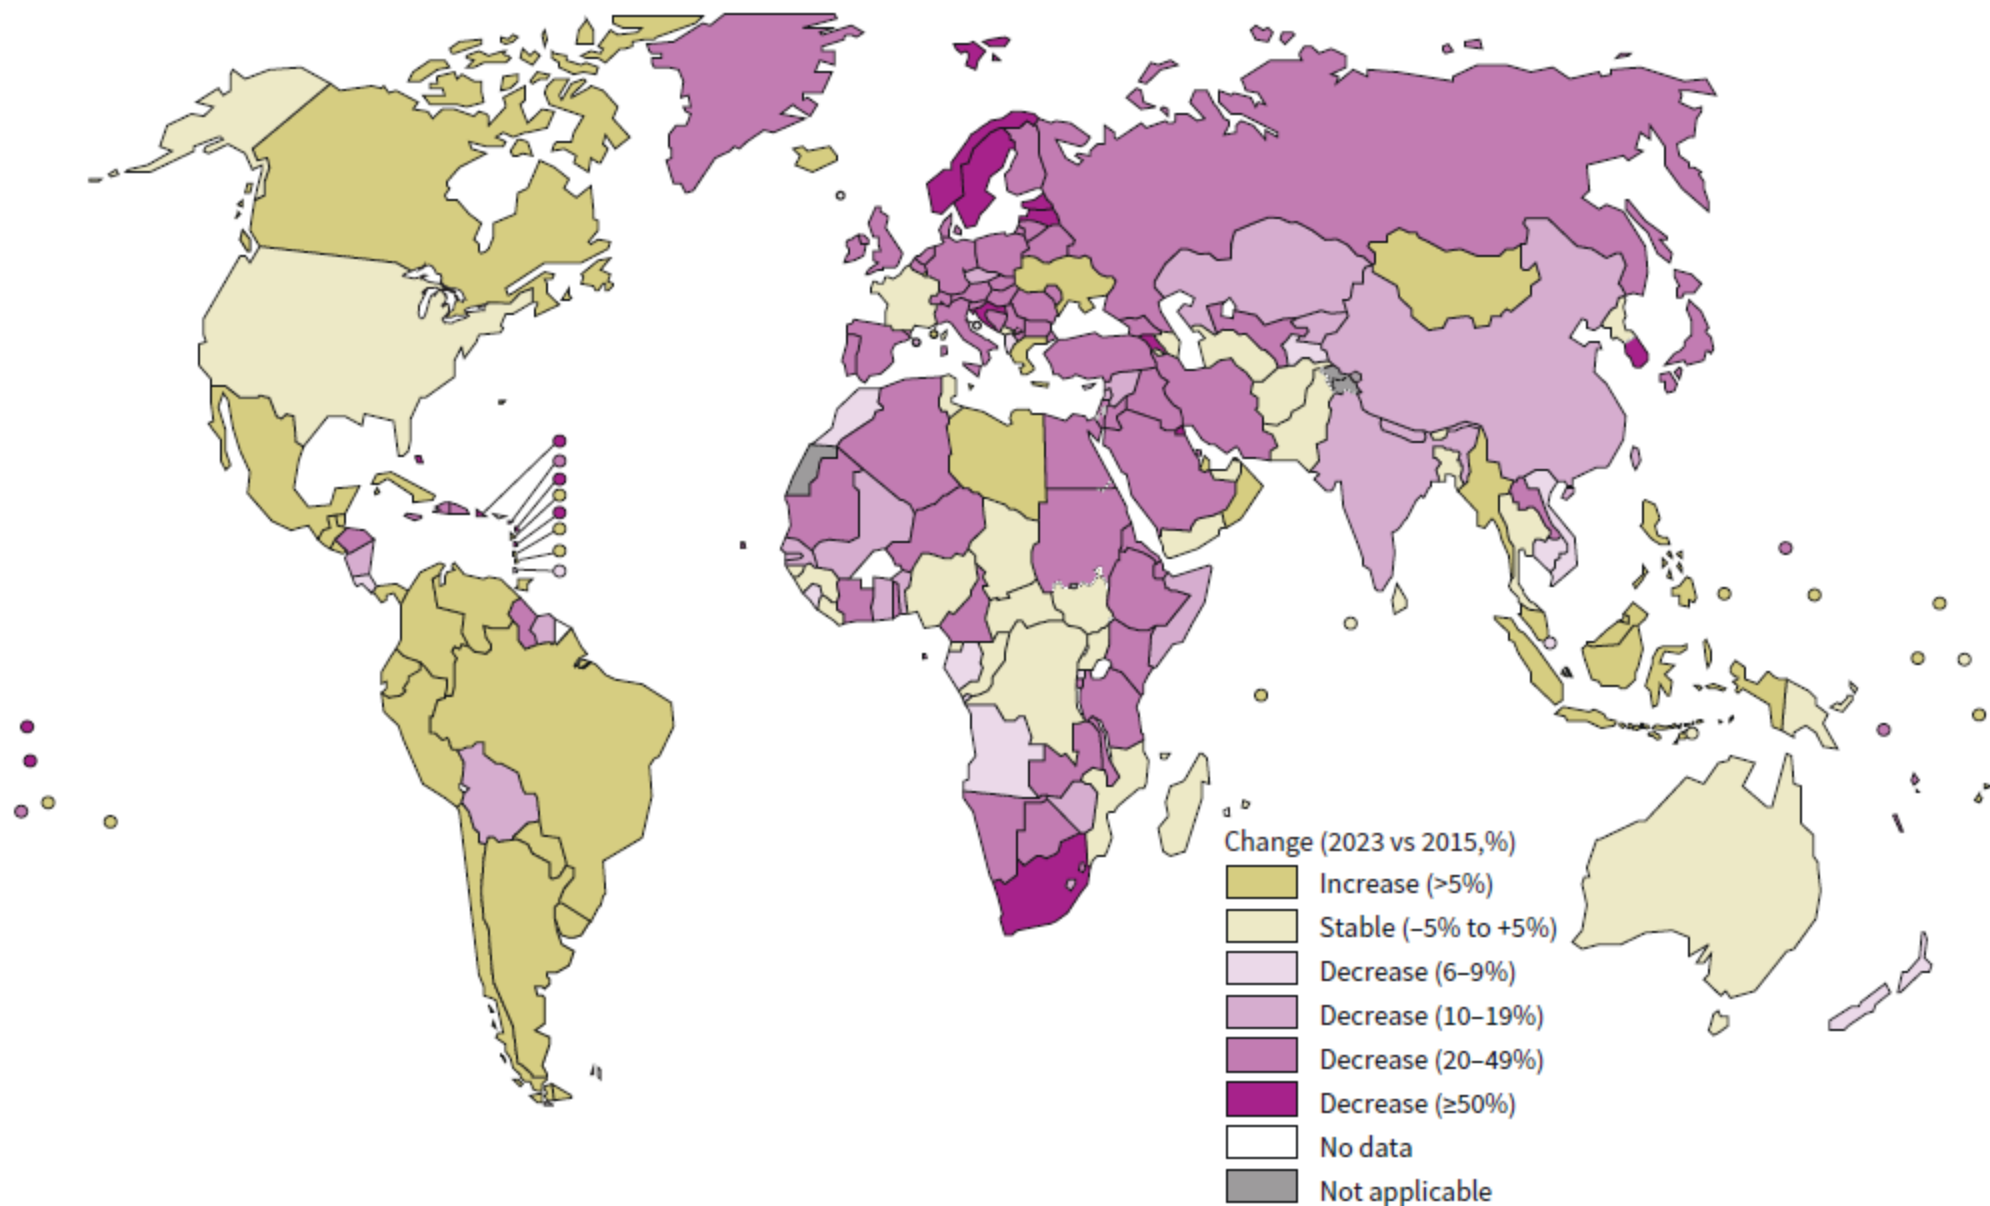 Change (2023 vs 2015,%)
Increase (>5%)
Stable (–5% to +5%)
Decrease (6–9%)
Decrease (10–19%)
Decrease (20–49%)
Decrease (≥50%)
No data
Not applicable